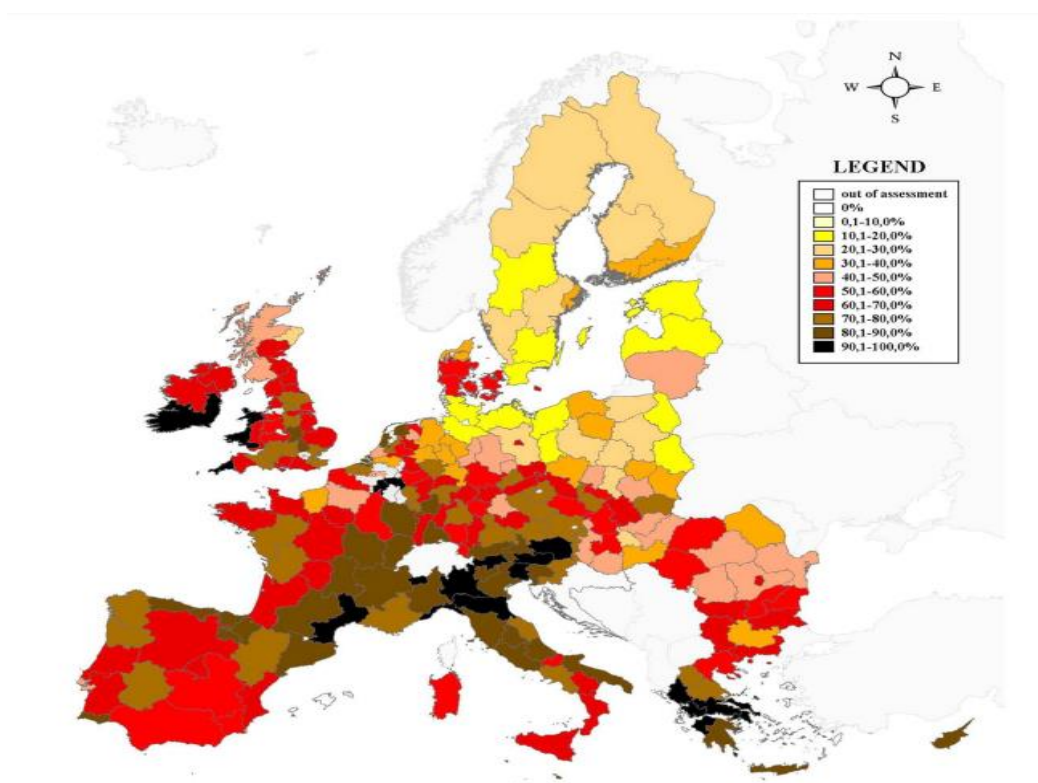 N
W E
S
LEGEND
out of assessment
0%
0,1-10,0%
10,1-20,0%
20,1-30,0%
30,1-40,0%
40,1-50,0%
50,1-60,0%
60,1-70,0%
70,1-80,0%
80,1-90,0%
90,1-100,0%